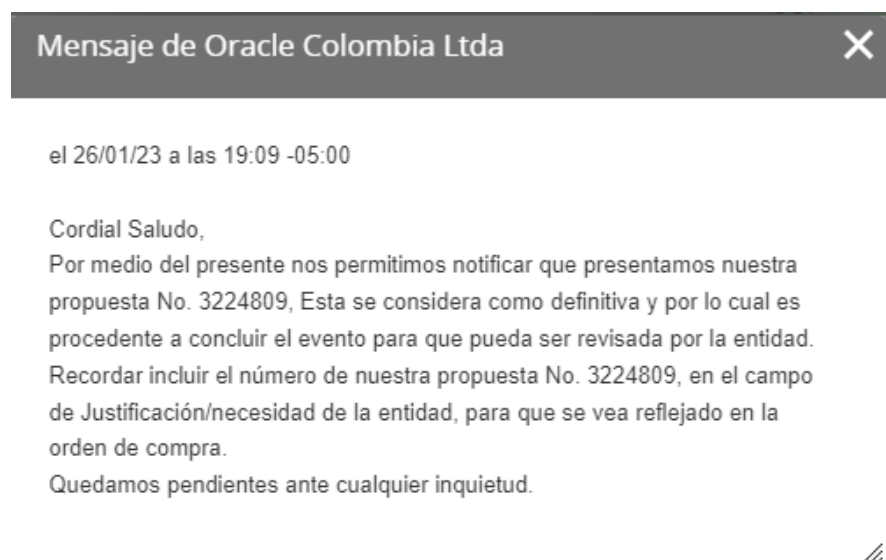 Mensaje de Oracle Colombia Ltda
el 26/01/23 a las 19:09 -05:00
Cordial Saludo,
Por medio del presente nos permitimos notificar que presentamos nuestra
propuesta No. 3224809, Esta se considera como definitiva y por lo cual es
procedente a concluir el evento para que pueda ser revisada por la entidad.
Recordar incluir el número de nuestra propuesta No. 3224809, en el campo
de Justificación/necesidad de la entidad, para que se vea reflejado en la
orden de compra.
Quedamos pendientes ante cualquier inquietud.